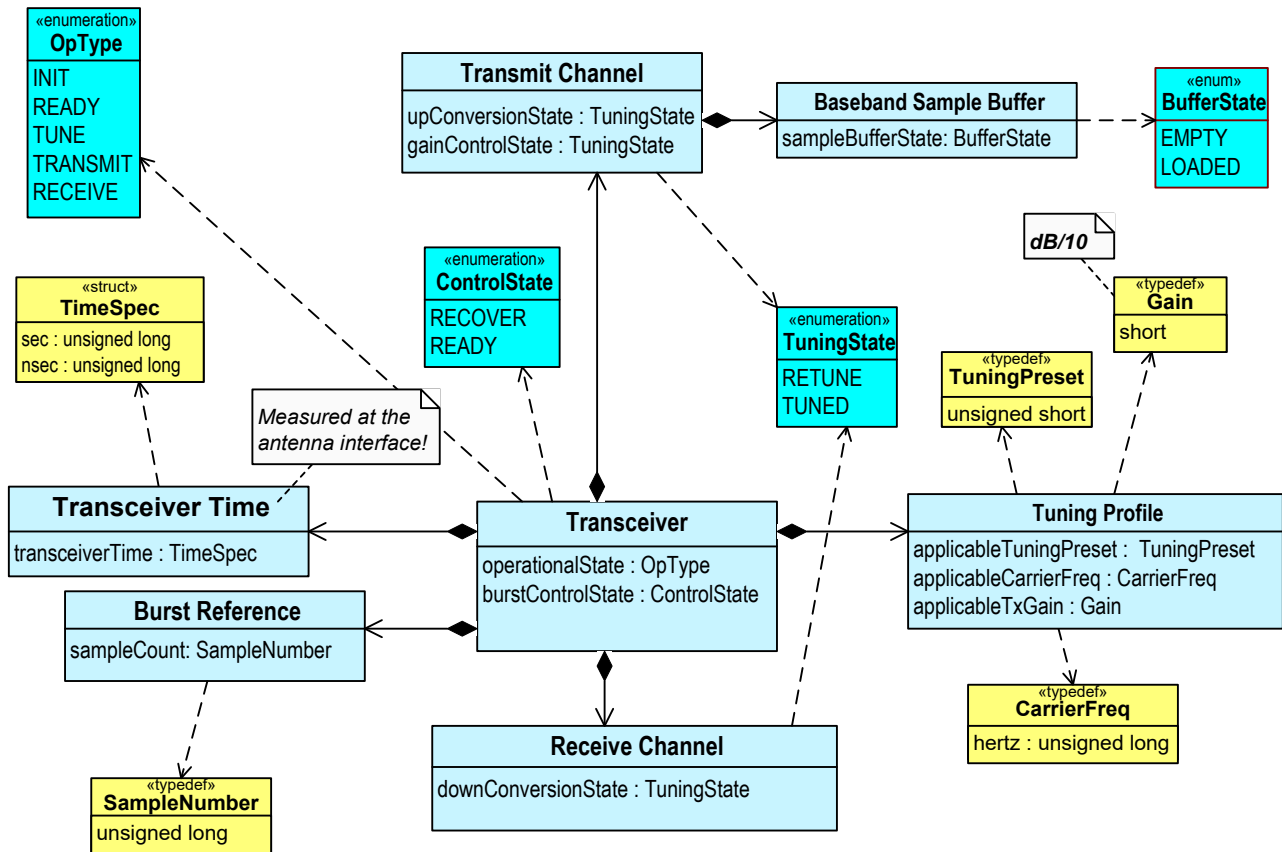 «enumeration»
OpType
INIT
READY
TUNE
TRANSMIT
RECEIVE
Transmit Channel
upConversionState : TuningState
gainControlState : TuningState
Baseband Sample Buffer
sampleBufferState: BufferState
«enum»
BufferState
EMPTY
LOADED
dB/10
«typedef»
Gain
short
«enumeration»
ControlState
RECOVER
READY
«struct»
TimeSpec
sec : unsigned long
nsec : unsigned long
«enumeration»
TuningState
RETUNE
TUNED
«typedef»
TuningPreset
unsigned short
Measured at the
antenna interface!
Transceiver Time
transceiverTime : TimeSpec
Transceiver
operationalState : OpType
burstControlState : ControlState
Tuning Profile
applicableTuningPreset : TuningPreset
applicableCarrierFreq : CarrierFreq
applicableTxGain : Gain
Burst Reference
sampleCount: SampleNumber
«typedef»
CarrierFreq
hertz : unsigned long
Receive Channel
downConversionState : TuningState
«typedef»
SampleNumber
unsigned long